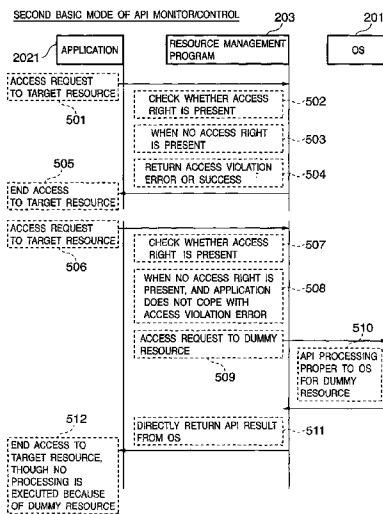 SECOND BASIC MODE OF API MONITOR/CONTROL
203
201
2021
APPLICATION
RESOURCE MANAGEMENT
PROGRAM
OS
ACCESS REQUEST
TO TARGET RESOURCE
501
CHECK WHETHER ACCESS
RIGHT IS PRESENT
502
WHEN NO ACCESS
RIGHT IS PRESENT
503
505
RETURN ACCESS VIOLATION
ERROR OR SUCCESS
504
END ACCESS
TO TARGET RESOURCE
ACCESS REQUEST
TO TARGET RESOURCE
506
CHECK WHETHER ACCESS
RIGHT IS PRESENT
507
WHEN NO ACCESS RIGHT IS
PRESENT, AND APPLICATION
DOES NOT COPE WITH
ACCESS VIOLATION ERROR
508
ACCESS REQUEST TO DUMMY
RESOURCE
509
510
API PROCESSING
PROPER TO OS
FOR DUMMY
RESOURCE
512
DIRECTLY RETURN API RESULT
FROM OS
511
END ACCESS TO
TARGET RESOURCE,
THOUGH NO
PROCESSING IS
EXECUTED BECAUSE
OF DUMMY RESOURCE